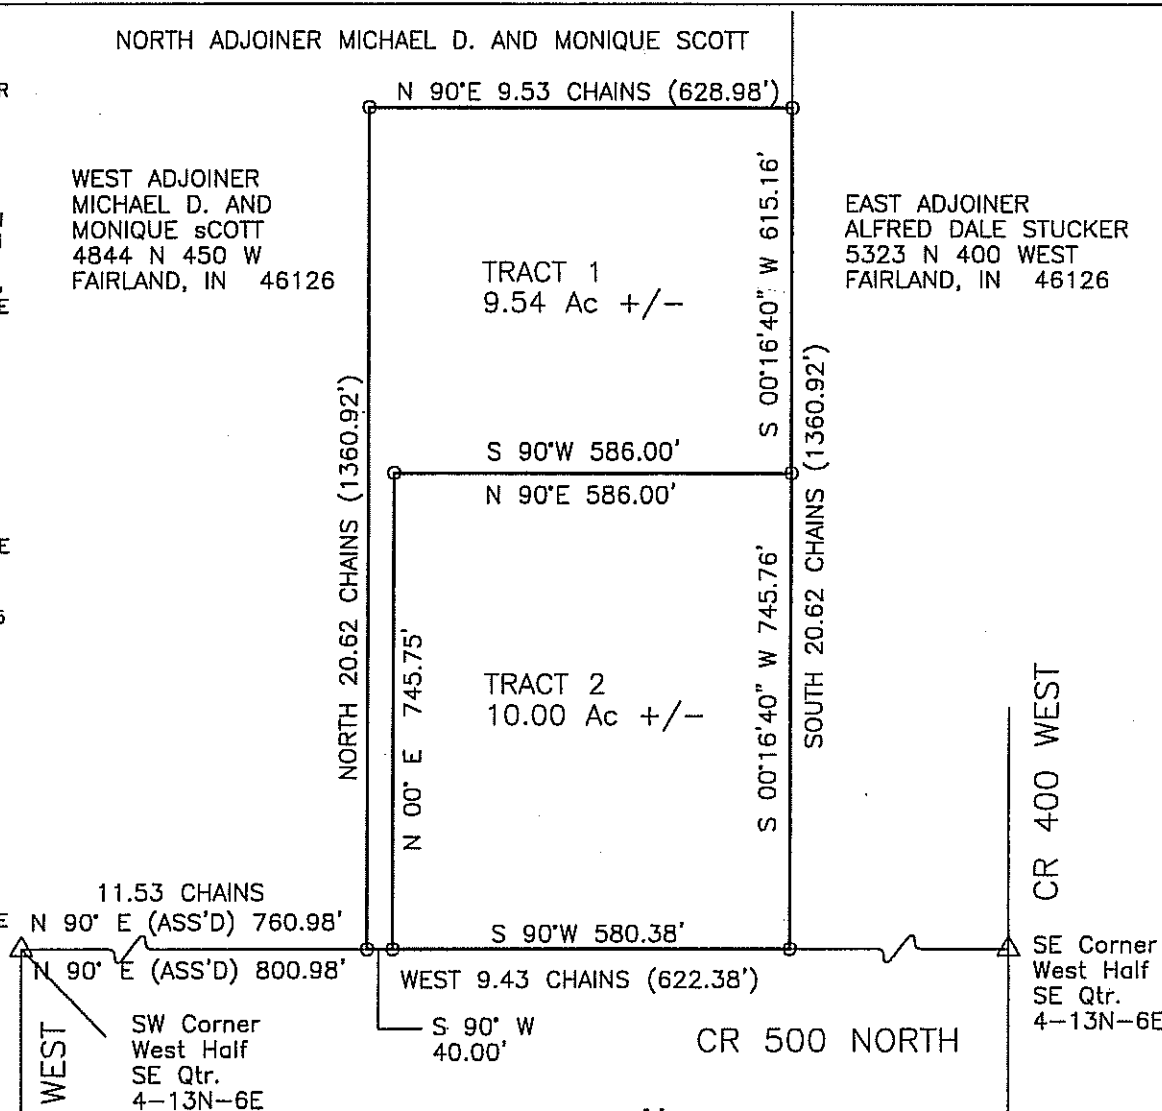 NORTH ADJOINER MICHAEL D. AND MONIQUE SCOTT
N 90°E 9.53 CHAINS (628.98')
WEST ADJOINER
MICHAEL D. AND
MONIQUE sCOTT
4844 N 450 W
FAIRLAND, IN 46126
EAST ADJOINER
ALFRED DALE STUCKER
5323 N 400 WEST
FAIRLAND, IN 46126
TRACT 1
9.54 Ac +/-
S 00°16'40" W 615.16'
NORTH 20.62 CHAINS (1360.92')
SOUTH 20.62 CHAINS (1360.92')
S 90°W 586.00'
N 90°E 586.00'
N 00° E 745.75'
TRACT 2
10.00 Ac +/-
S 00°16'40" W 745.76'
CR 400 WEST
11.53 CHAINS
N 90° E (ASS'D) 760.98'
N 90° E (ASS'D) 800.98'
S 90°W 580.38'
WEST 9.43 CHAINS (622.38')
S 90° W
40.00'
SE Corner
West Half
SE Qtr.
4-13N-6E
SW Corner
West Half
SE Qtr.
4-13N-6E
WEST
CR 500 NORTH